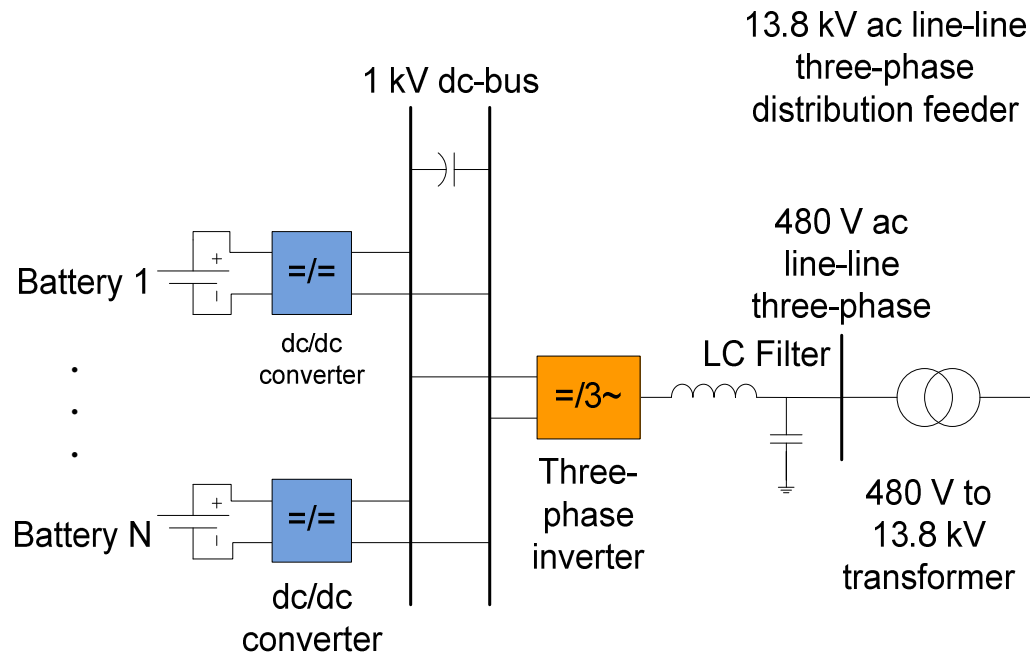 13.8 kV ac line-line
three-phase
distribution feeder
1 kV dc-bus
480 V ac
line-line
three-phase
Battery 1
+
=/=
dc/dc
converter
LC Filter
=/3~
Three-
phase
inverter
480 V to
13.8 kV
transformer
Battery N
+
=/=
dc/dc
converter